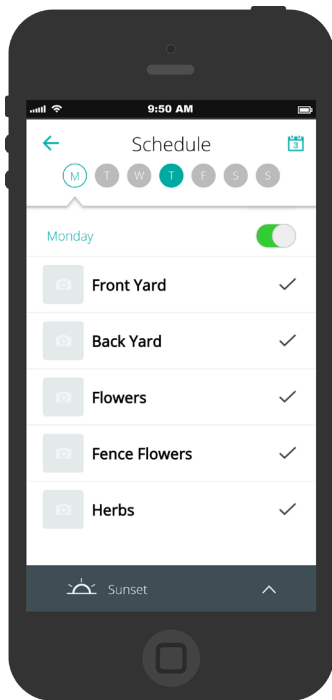 9:50 AM
Schedule
3
M T W T F S S
Monday
Front Yard
Back Yard
Flowers
Fence Flowers
Herbs
Sunset